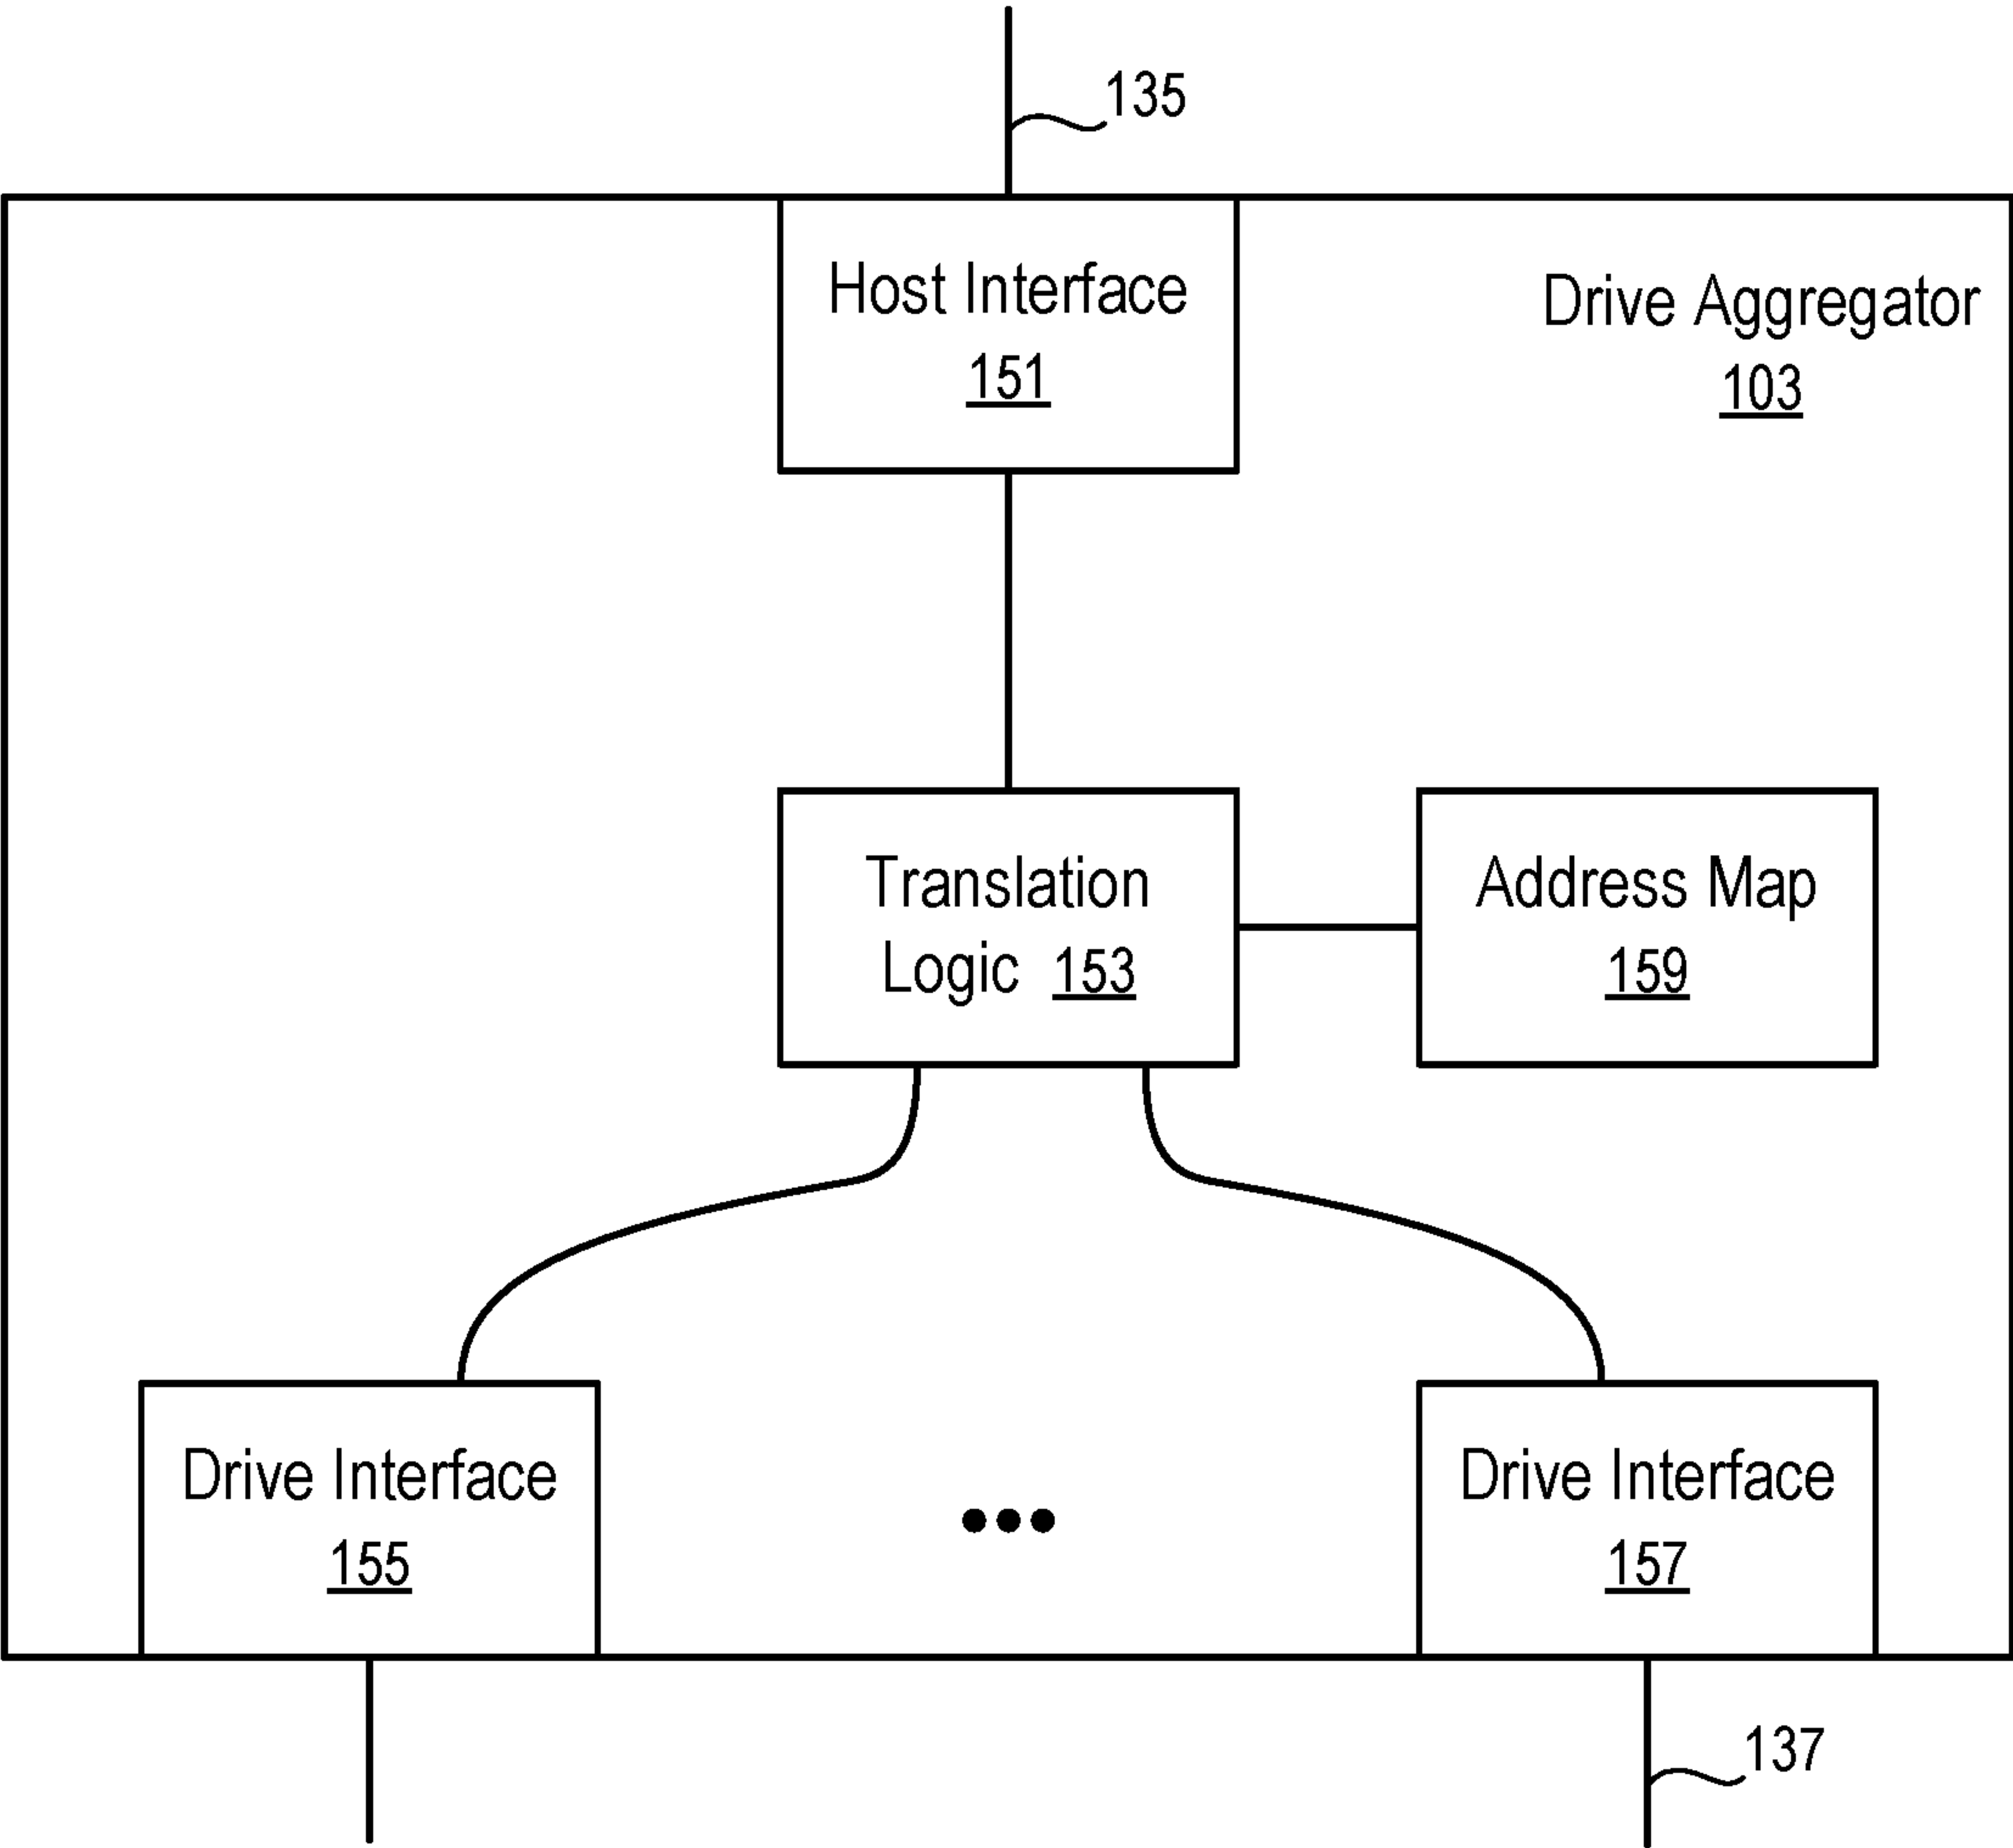 135
Host Interface
151
Drive Aggregator
103
Translation
Logic 153
Address Map
159
Drive Interface
155
•••
Drive Interface
157
137